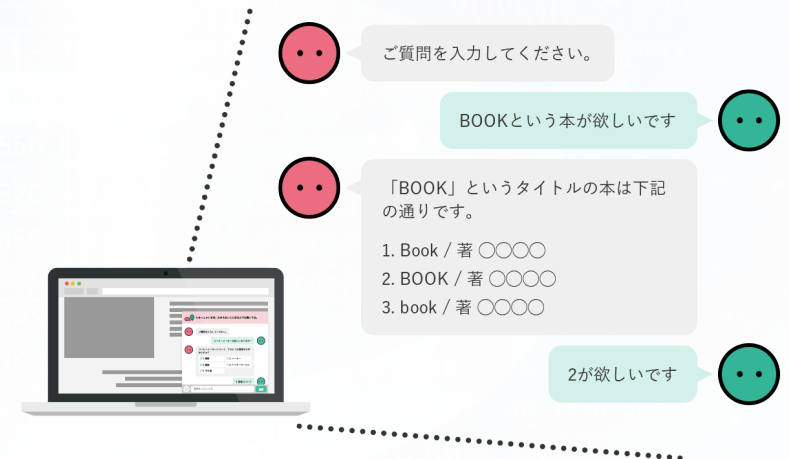 ご質問を入力してください。
BOOKという本が欲しいです
「BOOK」というタイトルの本は下記
の通りです。
1. Book / 著 〇〇〇〇
2. BOOK / 著 〇〇〇〇
3. book / 著 〇〇〇〇
2が欲しいです